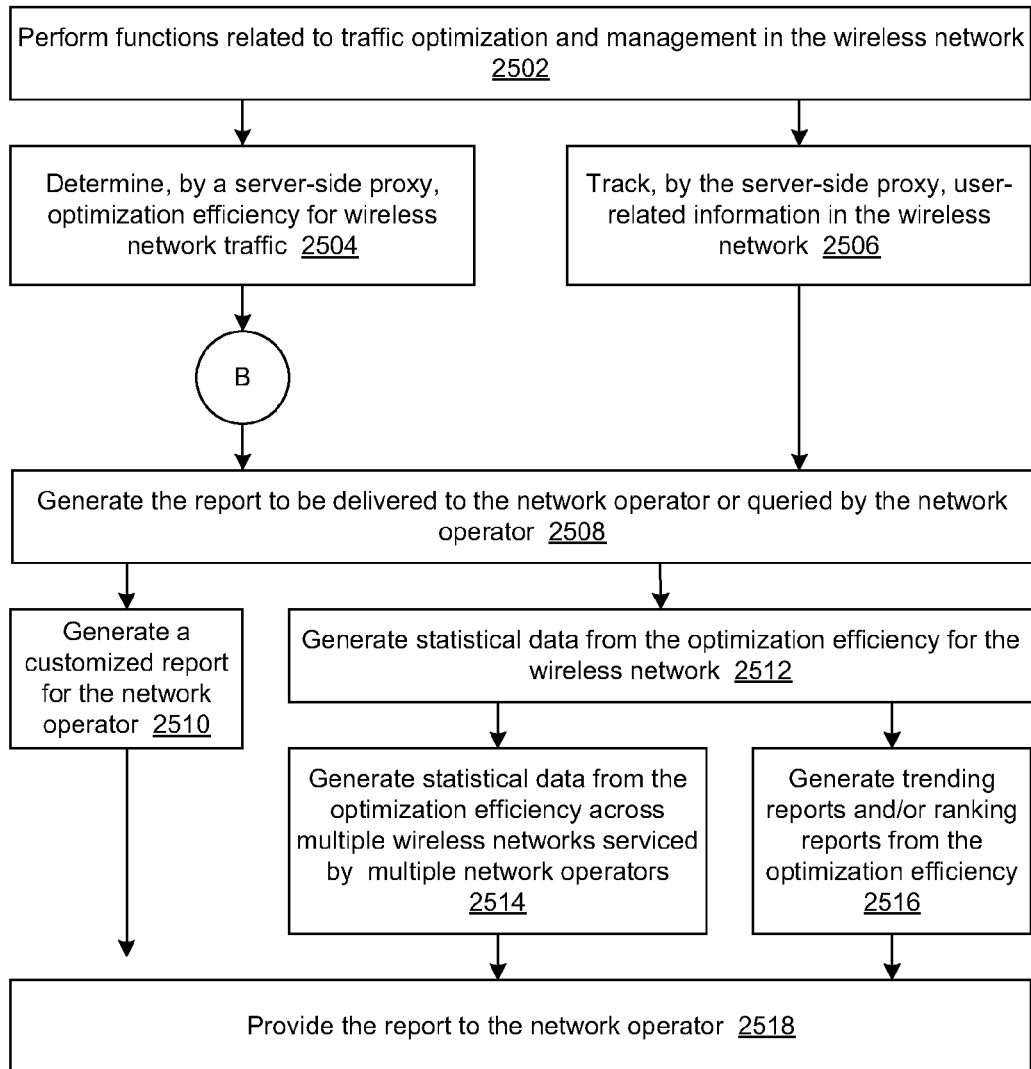 Perform functions related to traffic optimization and management in the wireless network
2502
Determine, by a server-side proxy,
optimization efficiency for wireless
network traffic 2504
Track, by the server-side proxy, user-
related information in the wireless
network 2506
B
Generate the report to be delivered to the network operator or queried by the network
operator 2508
Generate a
customized report
for the network
operator 2510
Generate statistical data from the optimization efficiency for the
wireless network 2512
Generate statistical data from the
optimization efficiency across
multiple wireless networks serviced
by multiple network operators
2514
Generate trending
reports and/or ranking
reports from the
optimization efficiency
2516
Provide the report to the network operator 2518